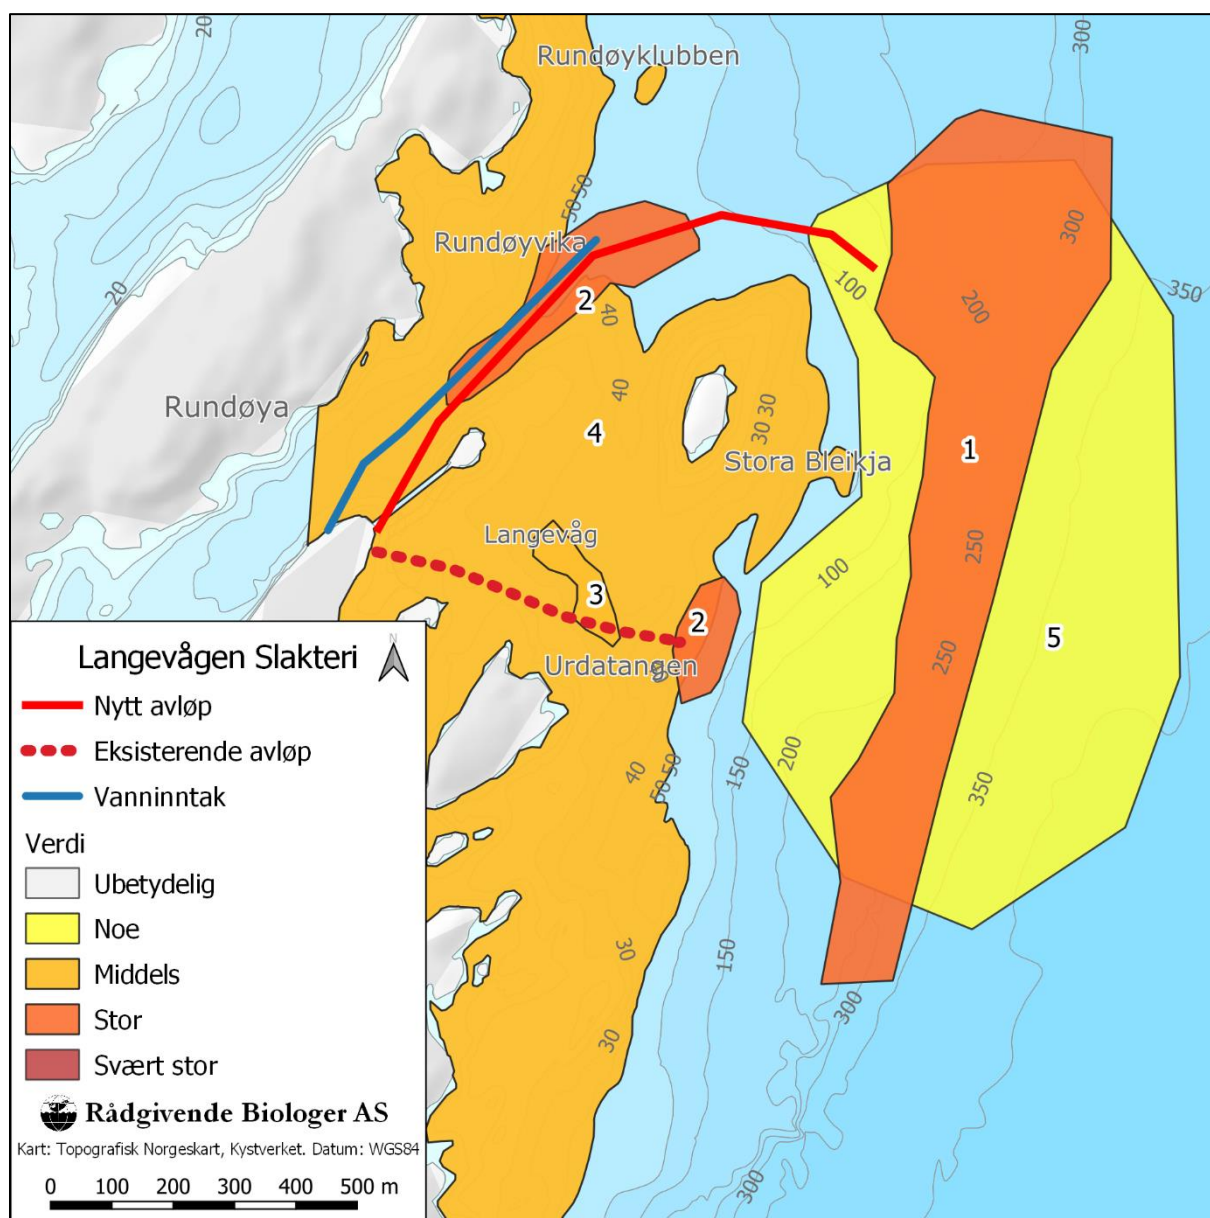 20
Rundøyklubben
300
50 50
Rundøyvika
300
100
200
350
2
40
20
Rundøya
40
30 30
4
Stora Bleikja
1
Langevåg
250
100
3
2
5
Urdatangen
40
250
Langevågen Slakteri
N
Nytt avløp
Eksisterende avløp
Vanninntak
Verdi
Ubetydelig
Noe
Middels
Stor
Svært stor
Rådgivende Biologer AS
Kart: Topografisk Norgeskart, Kystverket. Datum: WGS84
0 100 200 300 400 500 m
40
50 50
150
200
350
30
150
30
300
300